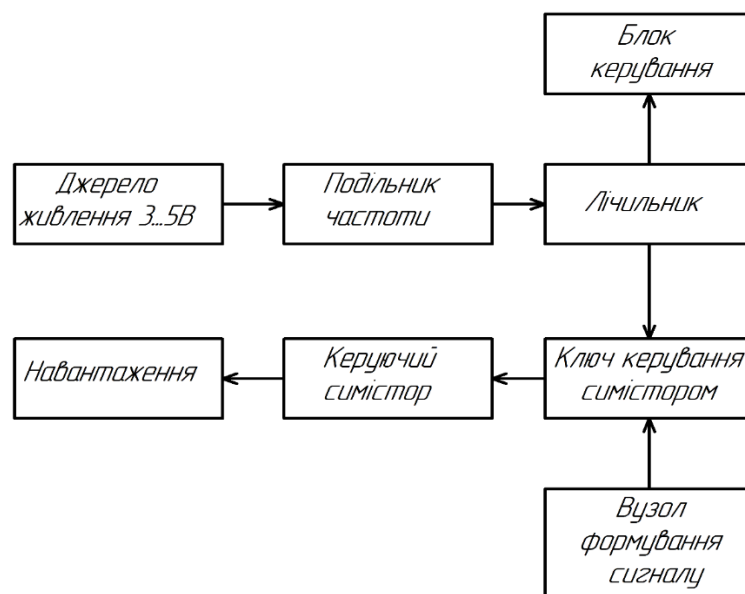 Блок
керування
Джерело
живлення 3...5В
Подільник
частоти
Лічильник
Навантаження
Керуючий
симістор
Ключ керування
симістором
Вузол
формування
сигналу